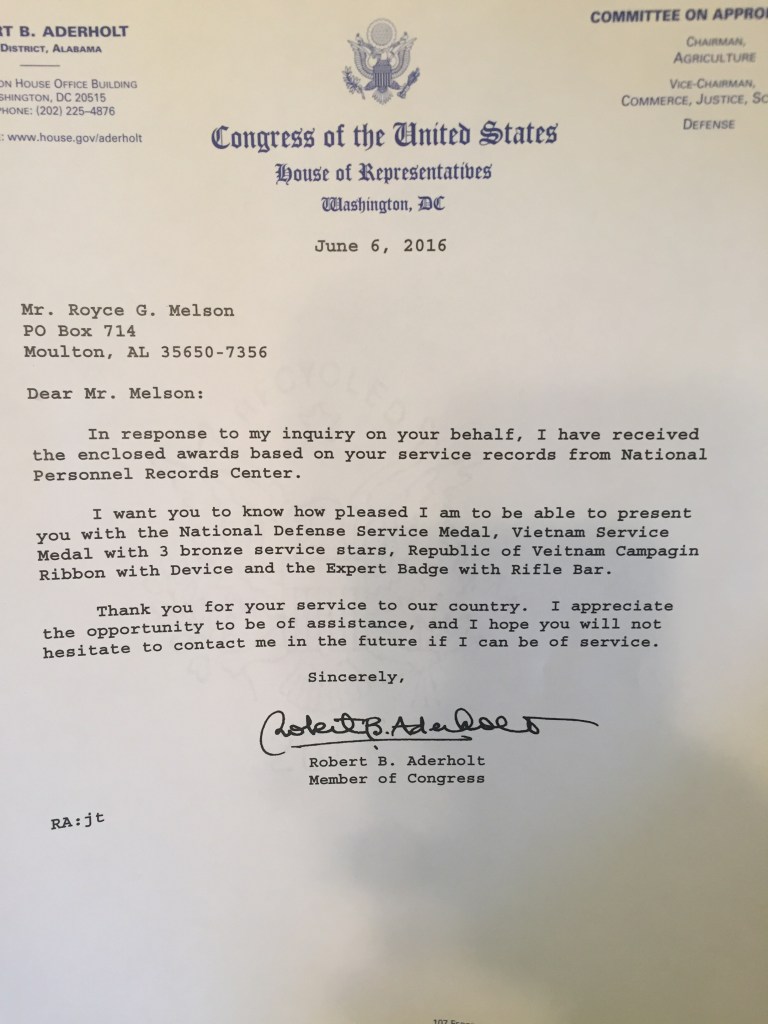 RT B. ADERHOLT
DISTRICT, ALABAMA
ON HOUSE OFFICE BUILDING
SHINGTON, DC 20515
PHONE: (202) 225-4876
: www.house.gov/aderholt
COMMITTEE ON APPRO
CHAIRMAN,
AGRICULTURE
VICE-CHAIRMAN,
COMMERCE, JUSTICE, SC
DEFENSE
Congress of the United States
House of Representatives
Washington, DC
June 6, 2016
Mr. Royce G. Melson
PO Box 714
Moulton, AL 35650-7356
Dear Mr. Melson:
In response to my inquiry on your behalf, I have received
the enclosed awards based on your service records from National
Personnel Records Center.
I want you to know how pleased I am to be able to present
you with the National Defense Service Medal, Vietnam Service
Medal with 3 bronze service stars, Republic of Veitnam Campagin
Ribbon with Device and the Expert Badge with Rifle Bar.
Thank you for your service to our country. I appreciate
the opportunity to be of assistance, and I hope you will not
hesitate to contact me in the future if I can be of service.
Sincerely,
Robert B. Aderholt
Robert B. Aderholt
Member of Congress
RA:jt